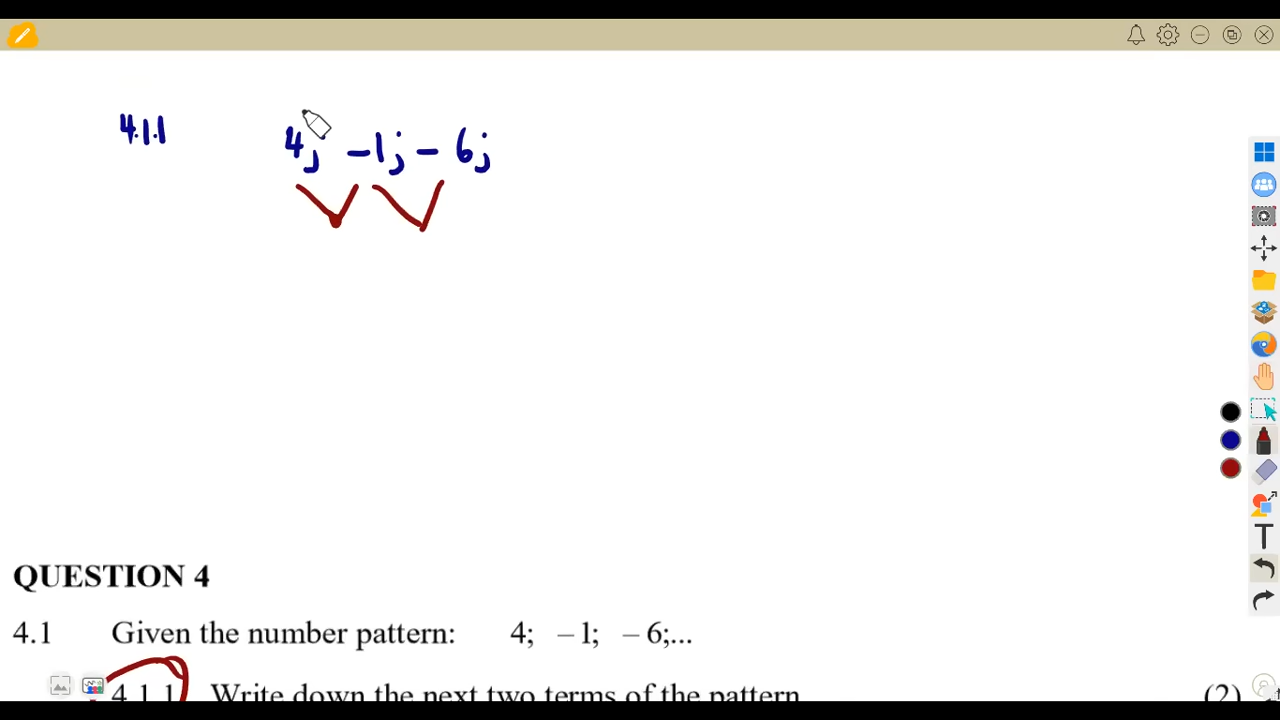 4.1.1 4; -1; - 6;
QUESTION 4
4.1 Given the number pattern: 4; – 1; – 6;...
4.1.1 Write down the next two terms of the pattern (2)